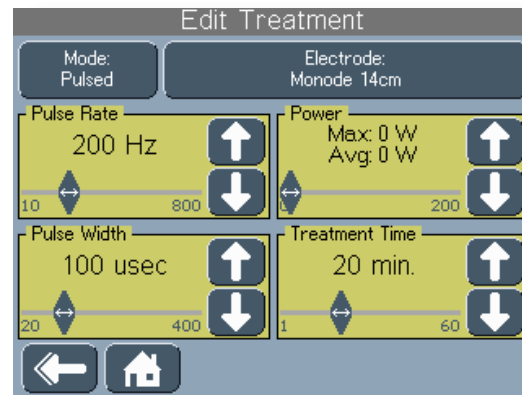 Edit Treatment
Mode:
Pulsed
Electrode:
Monode 14cm
Pulse Rate
200 Hz
10
800
Power
Max: 0 W
Avg: 0 W
200
Pulse Width
100 usec
20
400
Treatment Time
20 min.
1
60